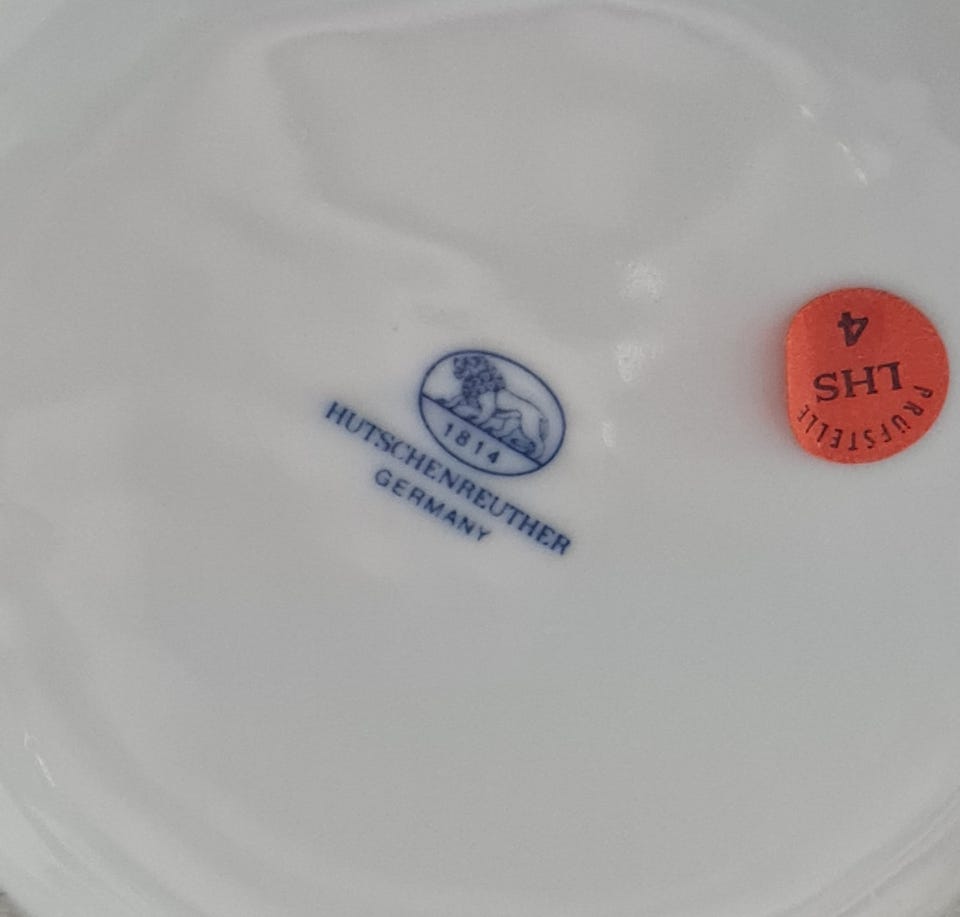 1814
HUTSCHENREUTHER
GERMANY
PRÜFSTELLE
LHS
4